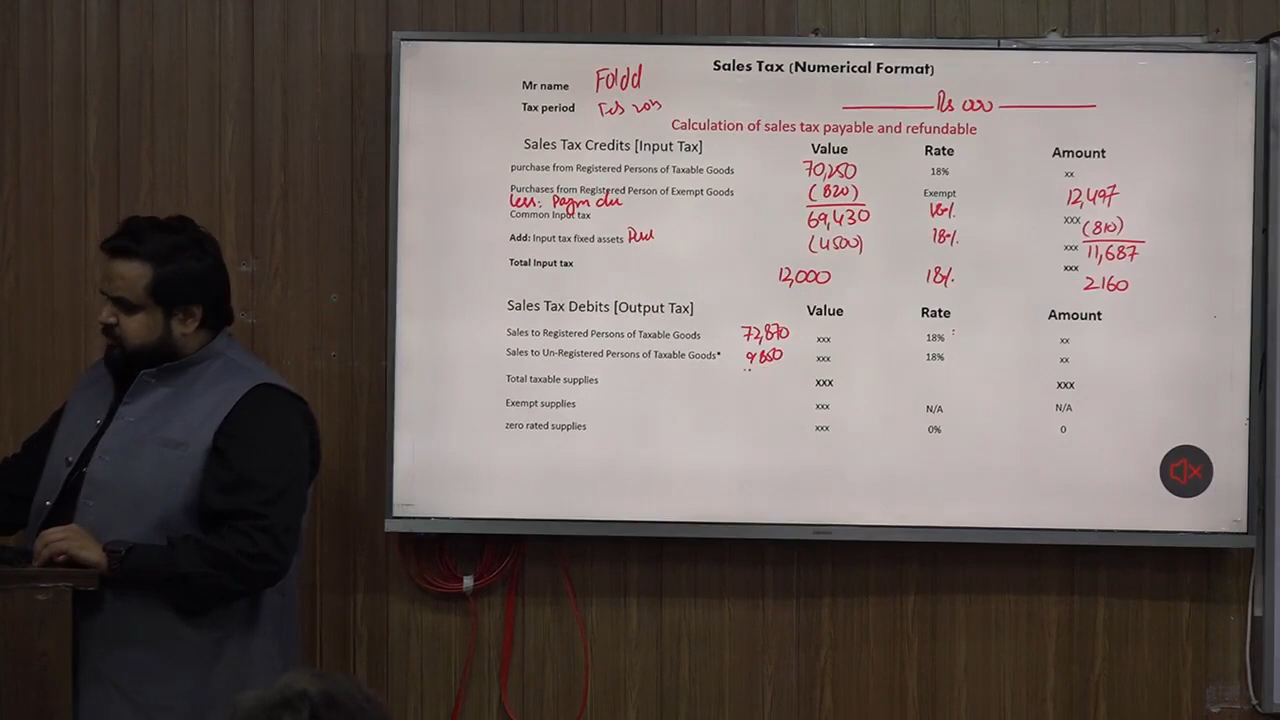 Sales Tax (Numerical Format)
Mr name
Tax period Feb
Rs 000
Calculation of sales tax payable and refundable
Sales Tax Credits [Input Tax] Value Rate Amount
purchase from Registered Persons of Taxable Goods 70,250 18% xx
Purchases from Registered Person of Exempt Goods (820) Exempt 12,497
Less:
Common Input tax 69,430 18% xxx (810)
Add: Input tax fixed assets (4500) 18% xxx 11,687
Total Input tax 12,000 18% xxx 2160
Sales Tax Debits [Output Tax] Value Rate Amount
Sales to Registered Persons of Taxable Goods 72,870 xxx 18% xx
Sales to Un-Registered Persons of Taxable Goods* 9850 xxx 18% xx
Total taxable supplies xxx xxx
Exempt supplies xxx N/A N/A
zero rated supplies xxx 0% 0